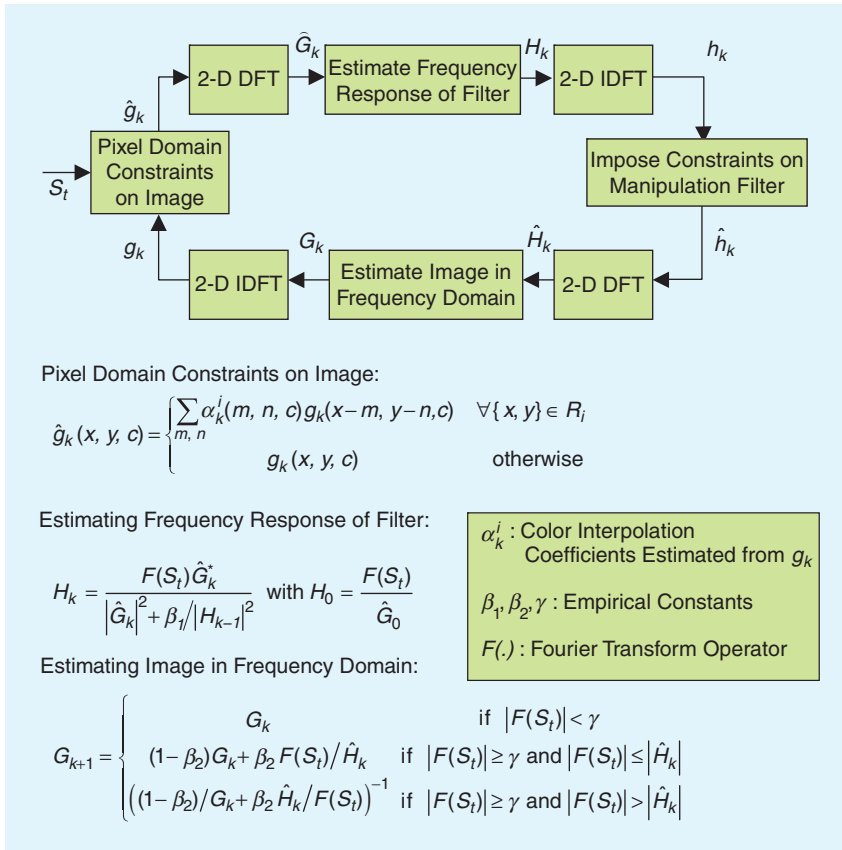 Ĝₖ
Hₖ
hₖ
2-D DFT
Estimate Frequency
Response of Filter
2-D IDFT
ĝₖ
Pixel Domain
Constraints
on Image
Sₜ
Impose Constraints on
Manipulation Filter
gₖ
Gₖ
Ĥₖ
ĥₖ
2-D IDFT
Estimate Image in
Frequency Domain
2-D DFT
Pixel Domain Constraints on Image:
ĝₖ(x, y, c) = { ∑_{m, n} αₖⁱ(m, n, c)gₖ(x−m, y−n,c) ∀{x, y} ∈ Rᵢ
gₖ(x, y, c) otherwise
Estimating Frequency Response of Filter:
Hₖ = F(Sₜ)Ĝₖ* / (|Ĝₖ|² + β₁/|Hₖ₋₁|²) with H₀ = F(Sₜ) / Ĝ₀
αₖⁱ : Color Interpolation
Coefficients Estimated from gₖ
β₁, β₂, γ : Empirical Constants
F(.) : Fourier Transform Operator
Estimating Image in Frequency Domain:
Gₖ₊₁ = { Gₖ if |F(Sₜ)| < γ
(1− β₂)Gₖ + β₂ F(Sₜ)/Ĥₖ if |F(Sₜ)| ≥ γ and |F(Sₜ)| ≤ |Ĥₖ|
((1− β₂)/Gₖ + β₂ Ĥₖ/F(Sₜ))⁻¹ if |F(Sₜ)| ≥ γ and |F(Sₜ)| > |Ĥₖ|